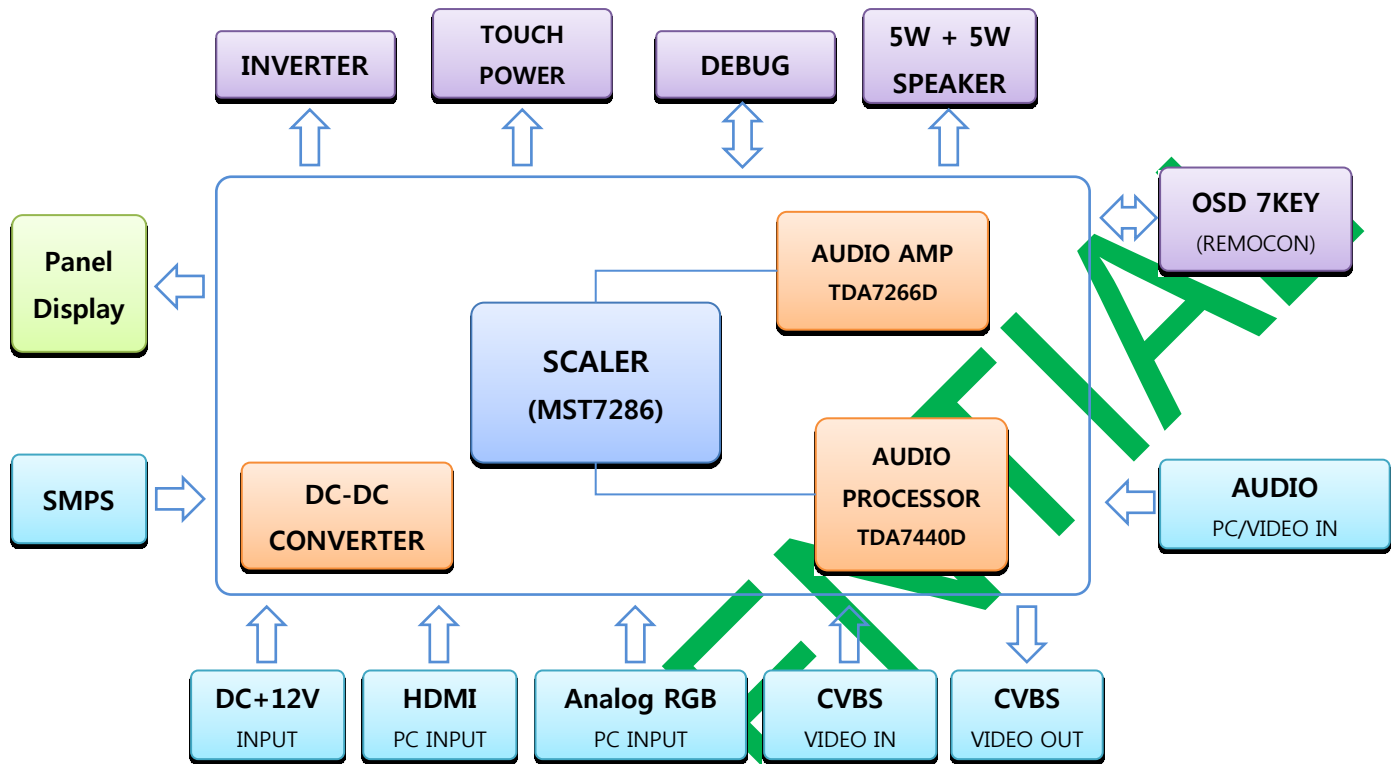 INVERTER
TOUCH
POWER
DEBUG
5W + 5W
SPEAKER
OSD 7KEY
(REMOCON)
Panel
Display
AUDIO AMP
TDA7266D
SCALER
(MST7286)
AUDIO
PROCESSOR
TDA7440D
SMPS
DC-DC
CONVERTER
AUDIO
PC/VIDEO IN
DC+12V
INPUT
HDMI
PC INPUT
Analog RGB
PC INPUT
CVBS
VIDEO IN
CVBS
VIDEO OUT